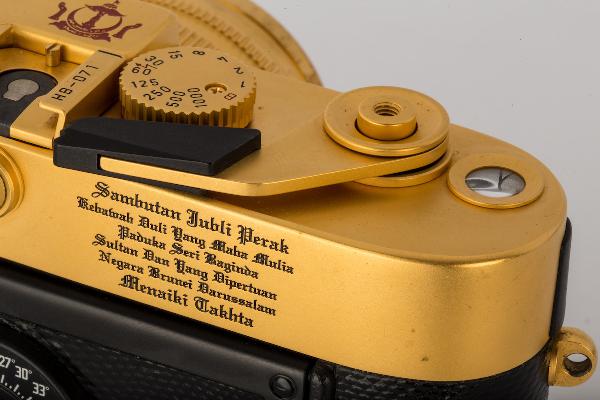 HB-071
60 30 15 8 4 2 1 B
125 250 500 1000
Sambutan Jubli Perak
Kebawah Duli Yang Maha Mulia
Paduka Seri Baginda
Sultan Dan Yang Dipertuan
Negara Brunei Darussalam
Menaiki Takhta
27° 30° 33°